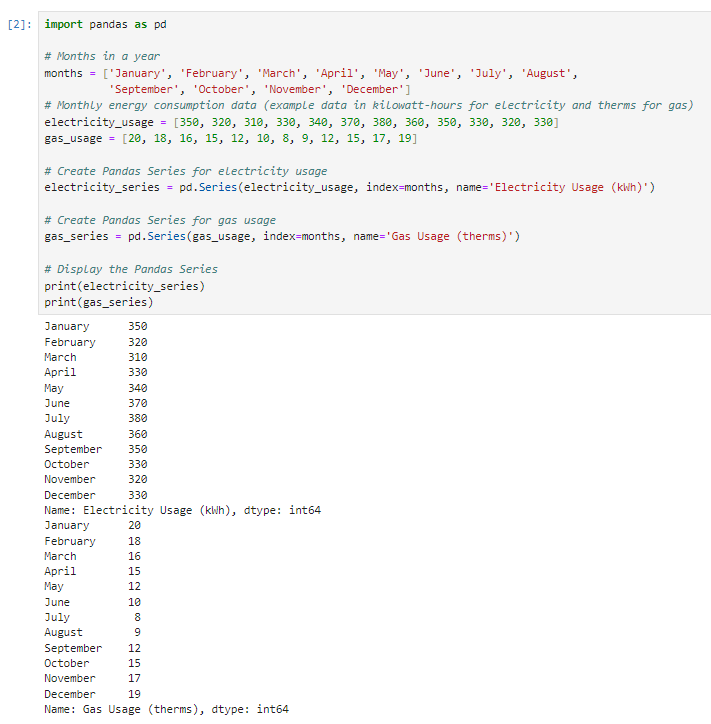 [2]: import pandas as pd
# Months in a year
months = ['January', 'February', 'March', 'April', 'May', 'June', 'July', 'August',
          'September', 'October', 'November', 'December']
# Monthly energy consumption data (example data in kilowatt-hours for electricity and therms for gas)
electricity_usage = [350, 320, 310, 330, 340, 370, 380, 360, 350, 330, 320, 330]
gas_usage = [20, 18, 16, 15, 12, 10, 8, 9, 12, 15, 17, 19]
# Create Pandas Series for electricity usage
electricity_series = pd.Series(electricity_usage, index=months, name='Electricity Usage (kWh)')
# Create Pandas Series for gas usage
gas_series = pd.Series(gas_usage, index=months, name='Gas Usage (therms)')
# Display the Pandas Series
print(electricity_series)
print(gas_series)
January      350
February     320
March        310
April        330
May          340
June         370
July         380
August       360
September    350
October      330
November     320
December     330
Name: Electricity Usage (kWh), dtype: int64
January      20
February     18
March        16
April        15
May          12
June         10
July          8
August        9
September    12
October      15
November     17
December     19
Name: Gas Usage (therms), dtype: int64